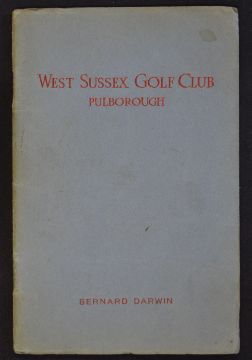 WEST SUSSEX GOLF CLUB
PULBOROUGH
BERNARD DARWIN